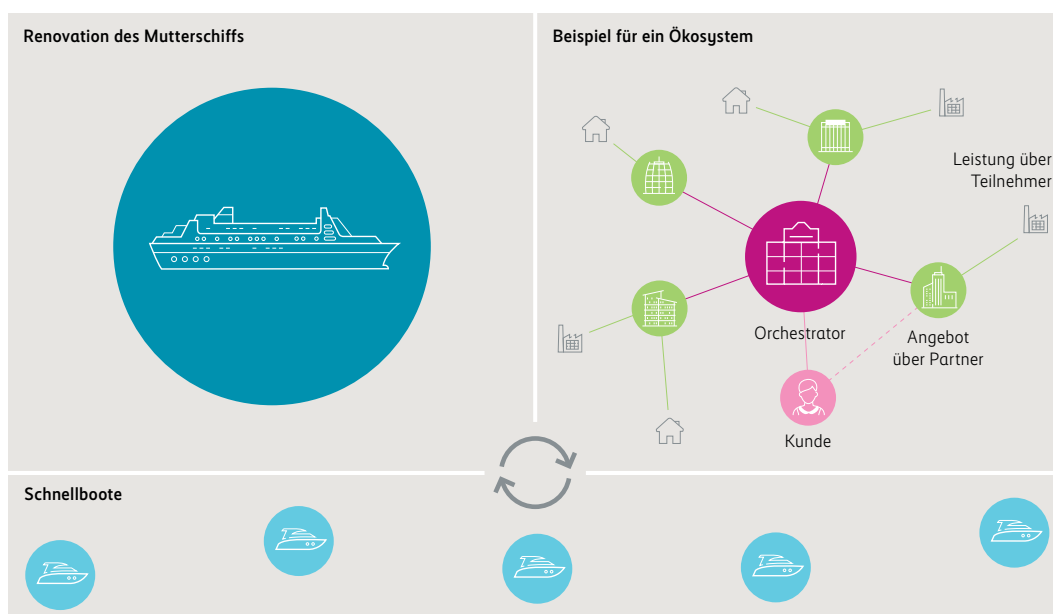 Renovation des Mutterschiffs
Beispiel für ein Ökosystem
Leistung über
Teilnehmer
Orchestrator
Angebot
über Partner
Kunde
Schnellboote